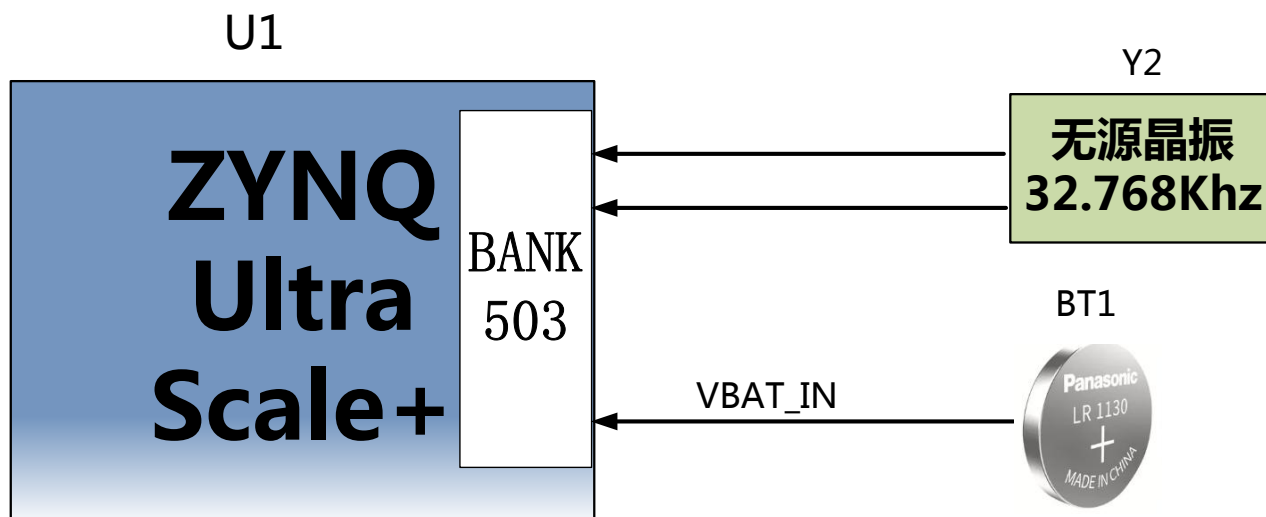 U1
ZYNQ
Ultra
Scale+
BANK
503
Y2
无源晶振
32.768Khz
BT1
VBAT_IN
Panasonic
LR 1130
+
MADE IN CHINA